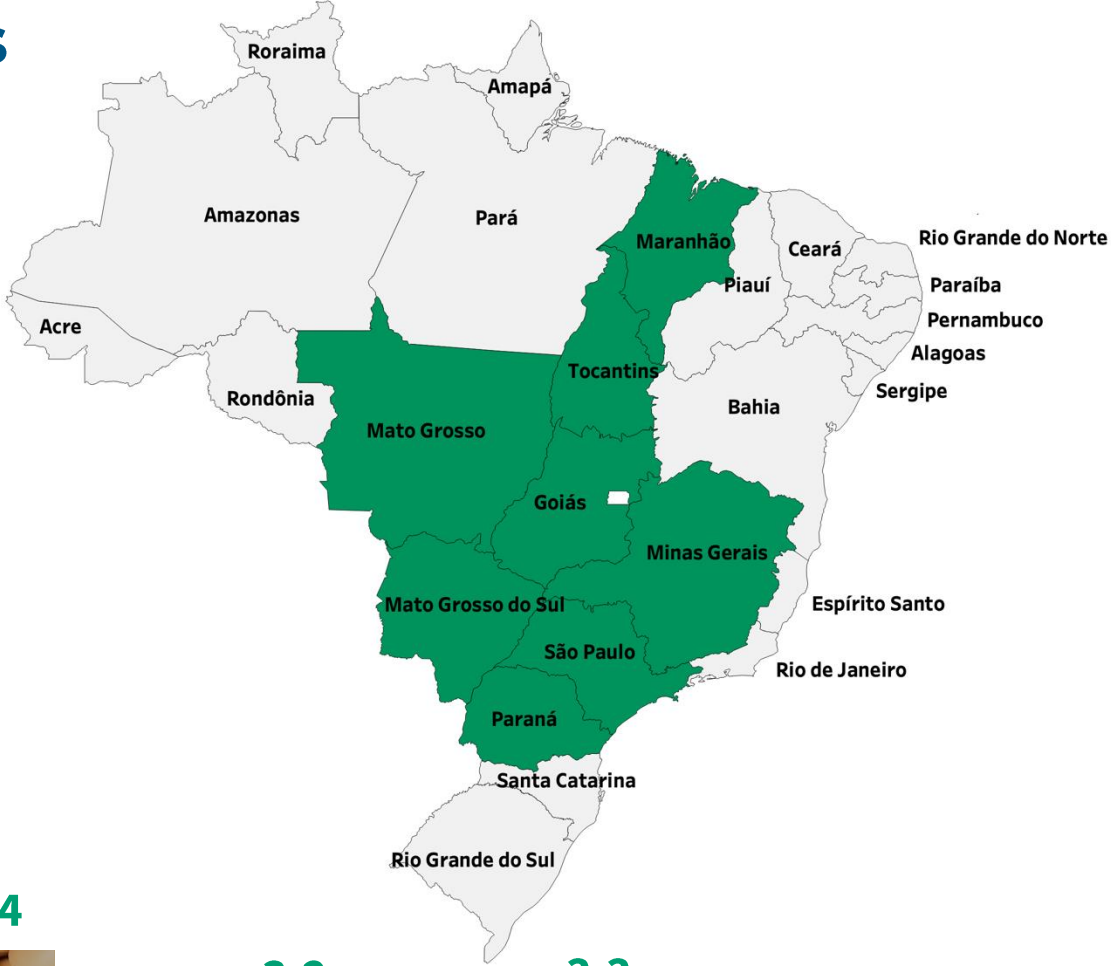 s
Roraima
Amapá
Amazonas
Pará
Maranhão
Ceará
Rio Grande do Norte
Piauí
Paraíba
Pernambuco
Acre
Alagoas
Tocantins
Sergipe
Rondônia
Bahia
Mato Grosso
Goiás
Minas Gerais
Mato Grosso do Sul
Espírito Santo
São Paulo
Rio de Janeiro
Paraná
Santa Catarina
Rio Grande do Sul
4